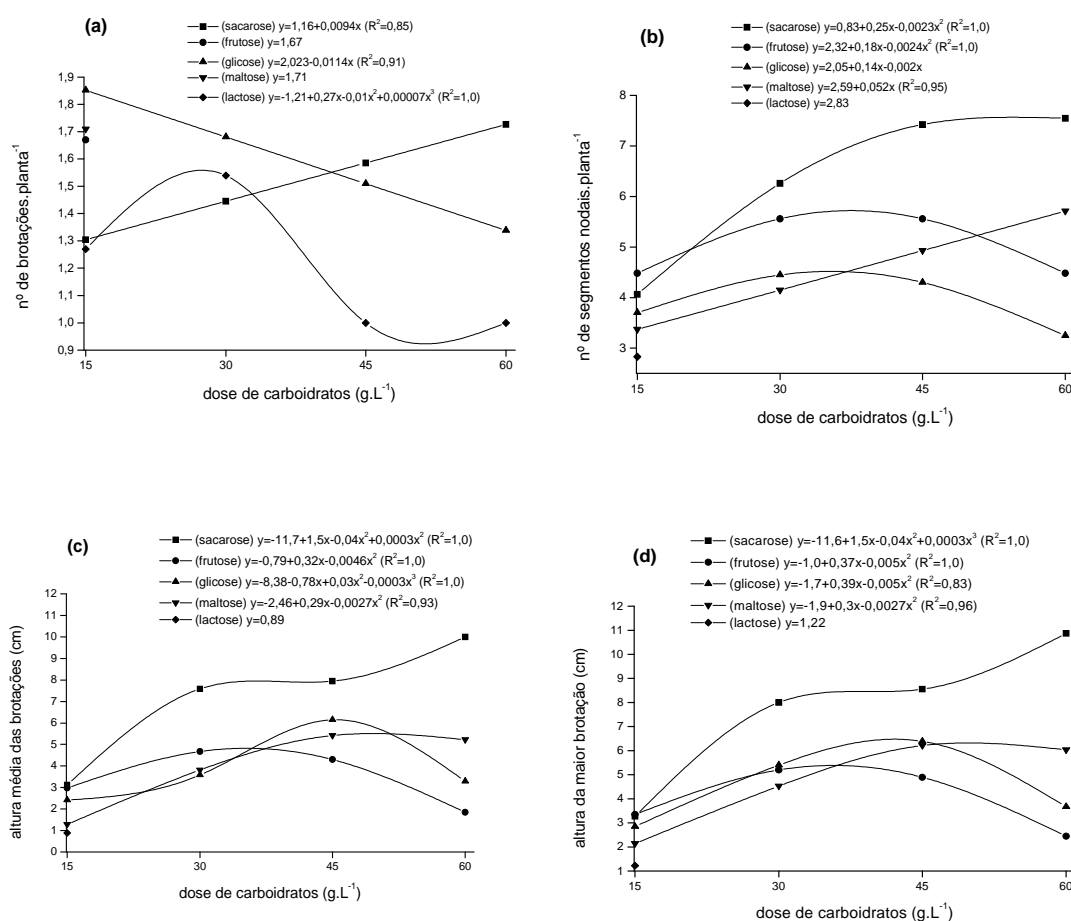 (a)
(sacarose) y=1,16+0,0094x (R²=0,85)
(frutose) y=1,67
(glicose) y=2,023-0,0114x (R²=0,91)
(maltose) y=1,71
(lactose) y=-1,21+0,27x-0,01x²+0,00007x³ (R²=1,0)
1,9
1,8
1,7
1,6
1,5
1,4
1,3
1,2
1,1
1,0
0,9
nº de brotações.planta⁻¹
15 30 45 60
dose de carboidratos (g.L⁻¹)
(b)
(sacarose) y=0,83+0,25x-0,0023x² (R²=1,0)
(frutose) y=2,32+0,18x-0,0024x² (R²=1,0)
(glicose) y=2,05+0,14x-0,002x
(maltose) y=2,59+0,052x (R²=0,95)
(lactose) y=2,83
8
7
6
5
4
3
nº de segmentos nodais.planta⁻¹
15 30 45 60
dose de carboidratos (g.L⁻¹)
(c)
(sacarose) y=-11,7+1,5x-0,04x²+0,0003x² (R²=1,0)
(frutose) y=-0,79+0,32x-0,0046x² (R²=1,0)
(glicose) y=-8,38-0,78x+0,03x²-0,0003x³ (R²=1,0)
(maltose) y=-2,46+0,29x-0,0027x² (R²=0,93)
(lactose) y=0,89
11
10
9
8
7
6
5
4
3
2
1
0
altura média das brotações (cm)
15 30 45 60
dose de carboidratos (g.L⁻¹)
(d)
(sacarose) y=-11,6+1,5x-0,04x²+0,0003x³ (R²=1,0)
(frutose) y=-1,0+0,37x-0,005x² (R²=1,0)
(glicose) y=-1,7+0,39x-0,005x² (R²=0,83)
(maltose) y=-1,9+0,3x-0,0027x² (R²=0,96)
(lactose) y=1,22
12
11
10
9
8
7
6
5
4
3
2
1
altura da maior brotação (cm)
15 30 45 60
dose de carboidratos (g.L⁻¹)